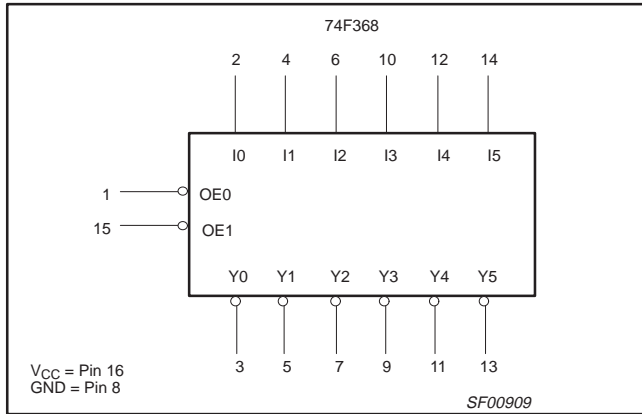 74F368
2 4 6 10 12 14
I0 I1 I2 I3 I4 I5
1 OE0
15 OE1
Y0 Y1 Y2 Y3 Y4 Y5
3 5 7 9 11 13
VCC = Pin 16
GND = Pin 8
SF00909